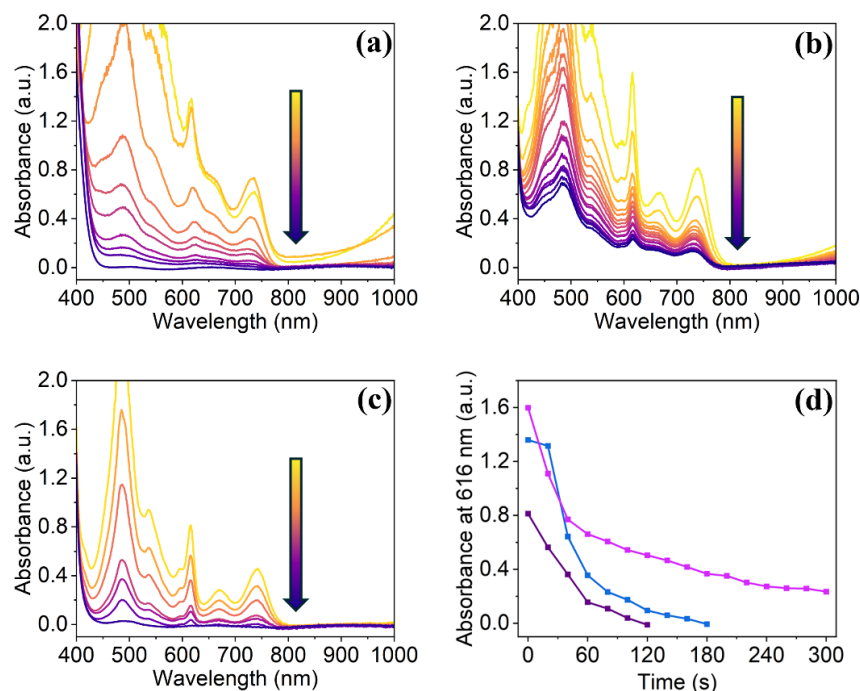 (a)
Absorbance (a.u.)
2.0
1.6
1.2
0.8
0.4
0.0
400 500 600 700 800 900 1000
Wavelength (nm)
(b)
Absorbance (a.u.)
2.0
1.6
1.2
0.8
0.4
0.0
400 500 600 700 800 900 1000
Wavelength (nm)
(c)
Absorbance (a.u.)
2.0
1.6
1.2
0.8
0.4
0.0
400 500 600 700 800 900 1000
Wavelength (nm)
(d)
Absorbance at 616 nm (a.u.)
1.6
1.2
0.8
0.4
0.0
0 60 120 180 240 300
Time (s)